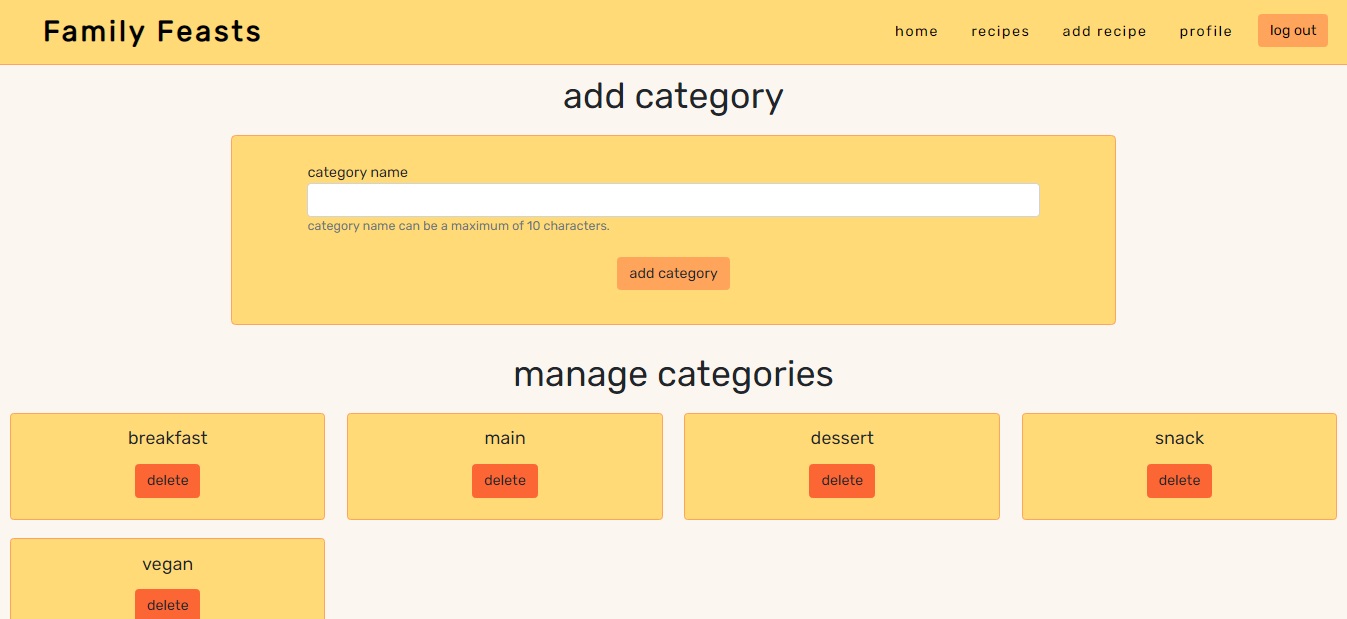 Family Feasts home recipes add recipe profile log out
add category
category name
category name can be a maximum of 10 characters.
add category
manage categories
breakfast main dessert snack
delete delete delete delete
vegan
delete